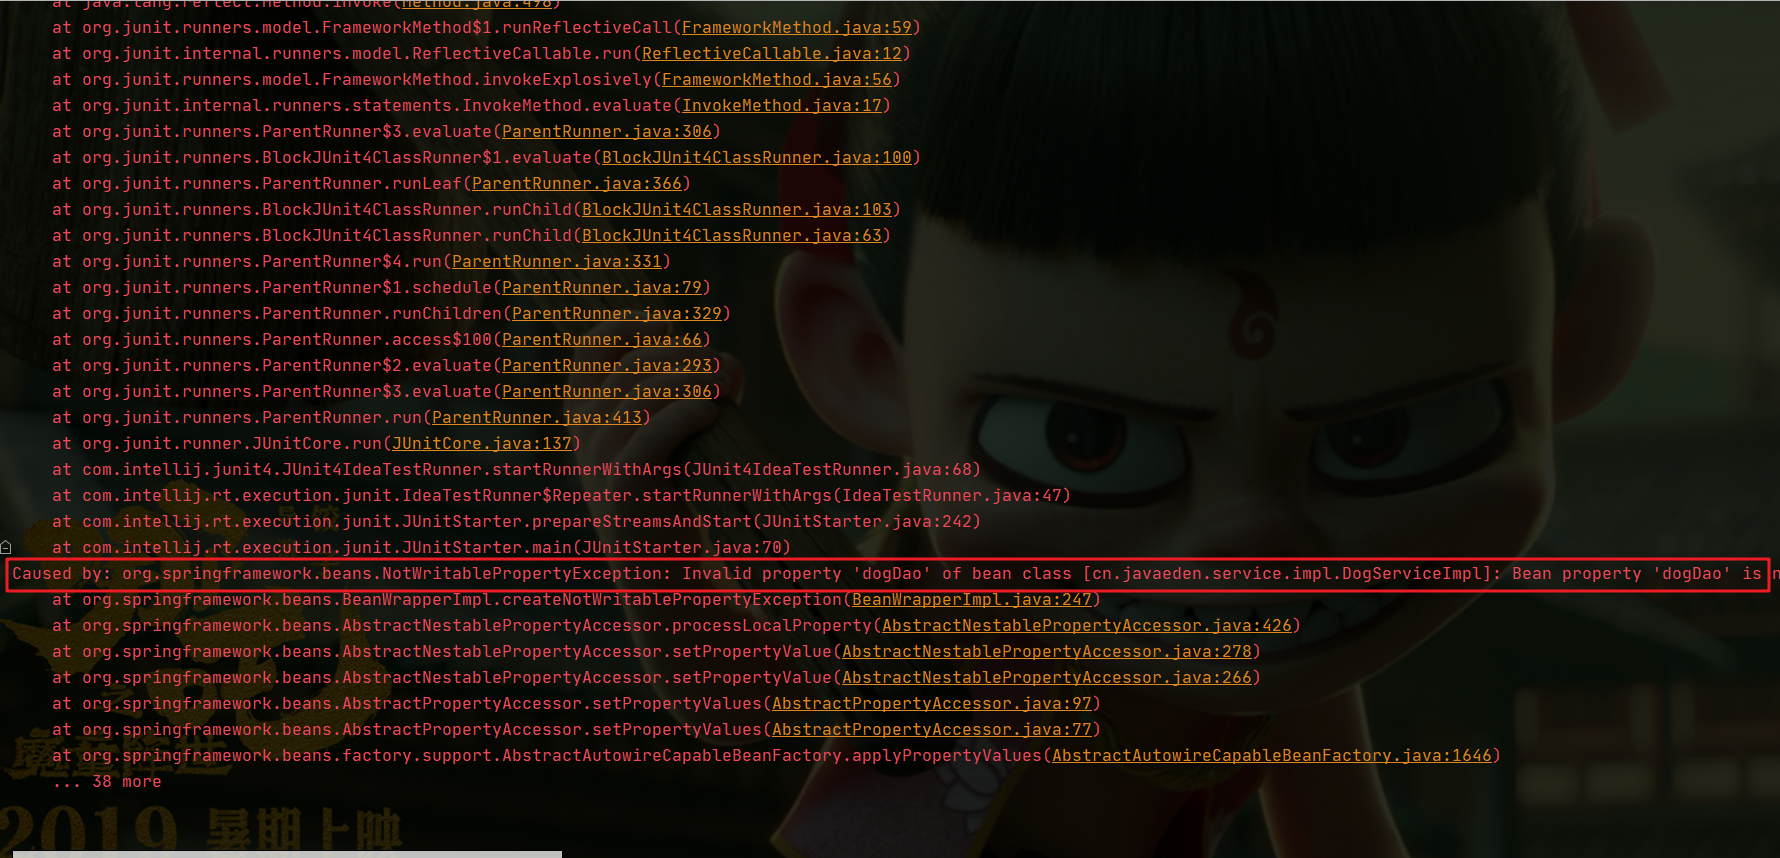 at java.lang.reflect.Method.invoke(Method.java:498)
at org.junit.runners.model.FrameworkMethod$1.runReflectiveCall(FrameworkMethod.java:59)
at org.junit.internal.runners.model.ReflectiveCallable.run(ReflectiveCallable.java:12)
at org.junit.runners.model.FrameworkMethod.invokeExplosively(FrameworkMethod.java:56)
at org.junit.internal.runners.statements.InvokeMethod.evaluate(InvokeMethod.java:17)
at org.junit.runners.ParentRunner$3.evaluate(ParentRunner.java:306)
at org.junit.runners.BlockJUnit4ClassRunner$1.evaluate(BlockJUnit4ClassRunner.java:100)
at org.junit.runners.ParentRunner.runLeaf(ParentRunner.java:366)
at org.junit.runners.BlockJUnit4ClassRunner.runChild(BlockJUnit4ClassRunner.java:103)
at org.junit.runners.BlockJUnit4ClassRunner.runChild(BlockJUnit4ClassRunner.java:63)
at org.junit.runners.ParentRunner$4.run(ParentRunner.java:331)
at org.junit.runners.ParentRunner$1.schedule(ParentRunner.java:79)
at org.junit.runners.ParentRunner.runChildren(ParentRunner.java:329)
at org.junit.runners.ParentRunner.access$100(ParentRunner.java:66)
at org.junit.runners.ParentRunner$2.evaluate(ParentRunner.java:293)
at org.junit.runners.ParentRunner$3.evaluate(ParentRunner.java:306)
at org.junit.runners.ParentRunner.run(ParentRunner.java:413)
at org.junit.runner.JUnitCore.run(JUnitCore.java:137)
at com.intellij.junit4.JUnit4IdeaTestRunner.startRunnerWithArgs(JUnit4IdeaTestRunner.java:68)
at com.intellij.rt.execution.junit.IdeaTestRunner$Repeater.startRunnerWithArgs(IdeaTestRunner.java:47)
at com.intellij.rt.execution.junit.JUnitStarter.prepareStreamsAndStart(JUnitStarter.java:242)
at com.intellij.rt.execution.junit.JUnitStarter.main(JUnitStarter.java:70)
Caused by: org.springframework.beans.NotWritablePropertyException: Invalid property 'dogDao' of bean class [cn.javaeden.service.impl.DogServiceImpl]: Bean property 'dogDao' is
at org.springframework.beans.BeanWrapperImpl.createNotWritablePropertyException(BeanWrapperImpl.java:247)
at org.springframework.beans.AbstractNestablePropertyAccessor.processLocalProperty(AbstractNestablePropertyAccessor.java:426)
at org.springframework.beans.AbstractNestablePropertyAccessor.setPropertyValue(AbstractNestablePropertyAccessor.java:278)
at org.springframework.beans.AbstractNestablePropertyAccessor.setPropertyValue(AbstractNestablePropertyAccessor.java:266)
at org.springframework.beans.AbstractPropertyAccessor.setPropertyValues(AbstractPropertyAccessor.java:97)
at org.springframework.beans.AbstractPropertyAccessor.setPropertyValues(AbstractPropertyAccessor.java:77)
at org.springframework.beans.factory.support.AbstractAutowireCapableBeanFactory.applyPropertyValues(AbstractAutowireCapableBeanFactory.java:1646)
... 38 more
2019 暑期上映